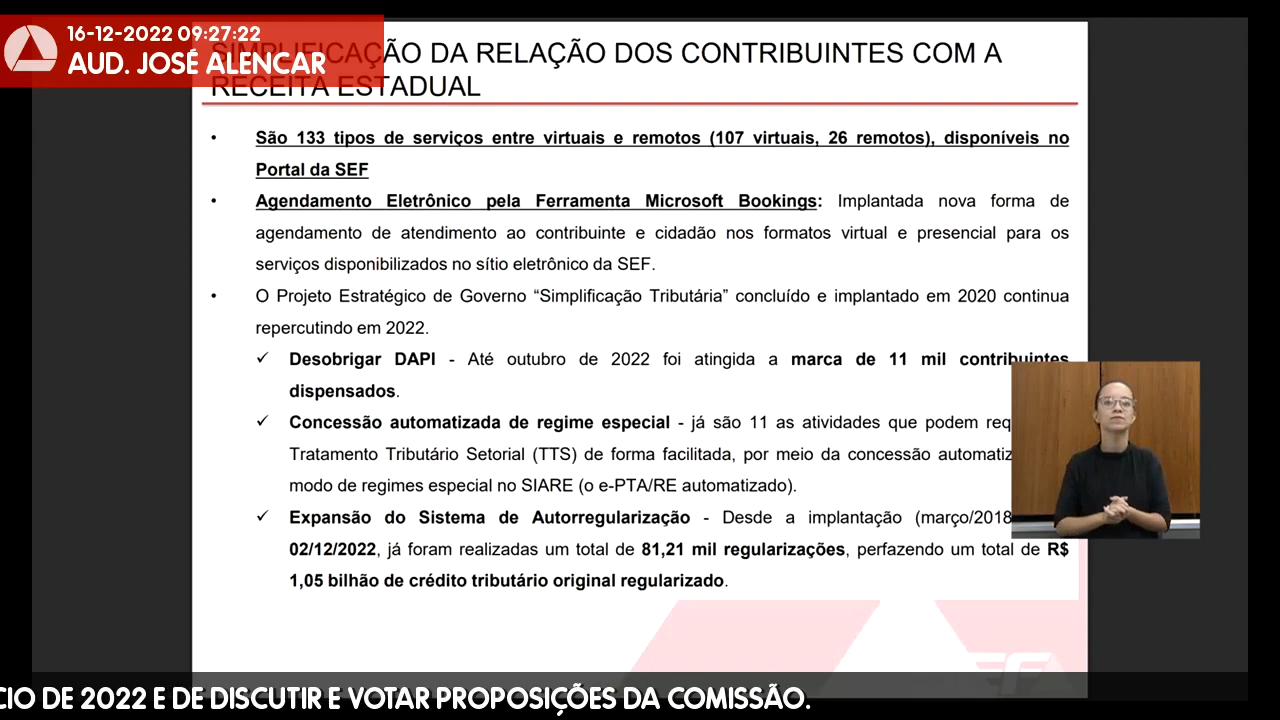 16-12-2022 09:27:22
AUD. JOSÉ ALENCAR
SIMPLIFICAÇÃO DA RELAÇÃO DOS CONTRIBUINTES COM A
RECEITA ESTADUAL
• São 133 tipos de serviços entre virtuais e remotos (107 virtuais, 26 remotos), disponíveis no
Portal da SEF
• Agendamento Eletrônico pela Ferramenta Microsoft Bookings: Implantada nova forma de
agendamento de atendimento ao contribuinte e cidadão nos formatos virtual e presencial para os
serviços disponibilizados no sítio eletrônico da SEF.
• O Projeto Estratégico de Governo “Simplificação Tributária” concluído e implantado em 2020 continua
repercutindo em 2022.
✓ Desobrigar DAPI - Até outubro de 2022 foi atingida a marca de 11 mil contribuintes
dispensados.
✓ Concessão automatizada de regime especial - já são 11 as atividades que podem req
Tratamento Tributário Setorial (TTS) de forma facilitada, por meio da concessão automatiz
modo de regimes especial no SIARE (o e-PTA/RE automatizado).
✓ Expansão do Sistema de Autorregularização - Desde a implantação (março/2018
02/12/2022, já foram realizadas um total de 81,21 mil regularizações, perfazendo um total de R$
1,05 bilhão de crédito tributário original regularizado.
CIO DE 2022 E DE DISCUTIR E VOTAR PROPOSIÇÕES DA COMISSÃO.